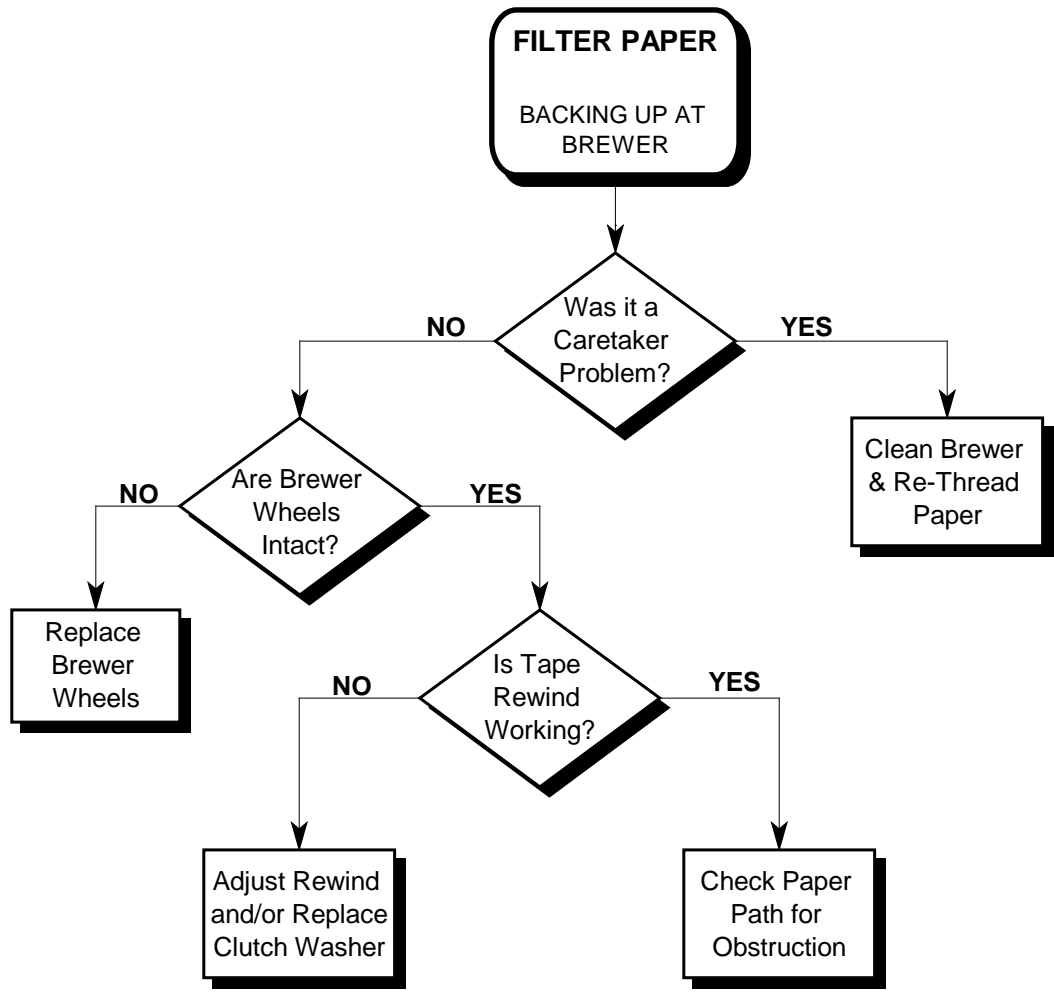 FILTER PAPER
BACKING UP AT
BREWER
Was it a
Caretaker
Problem?
NO
YES
Clean Brewer
& Re-Thread
Paper
Are Brewer
Wheels
Intact?
NO
YES
Replace
Brewer
Wheels
Is Tape
Rewind
Working?
NO
YES
Adjust Rewind
and/or Replace
Clutch Washer
Check Paper
Path for
Obstruction